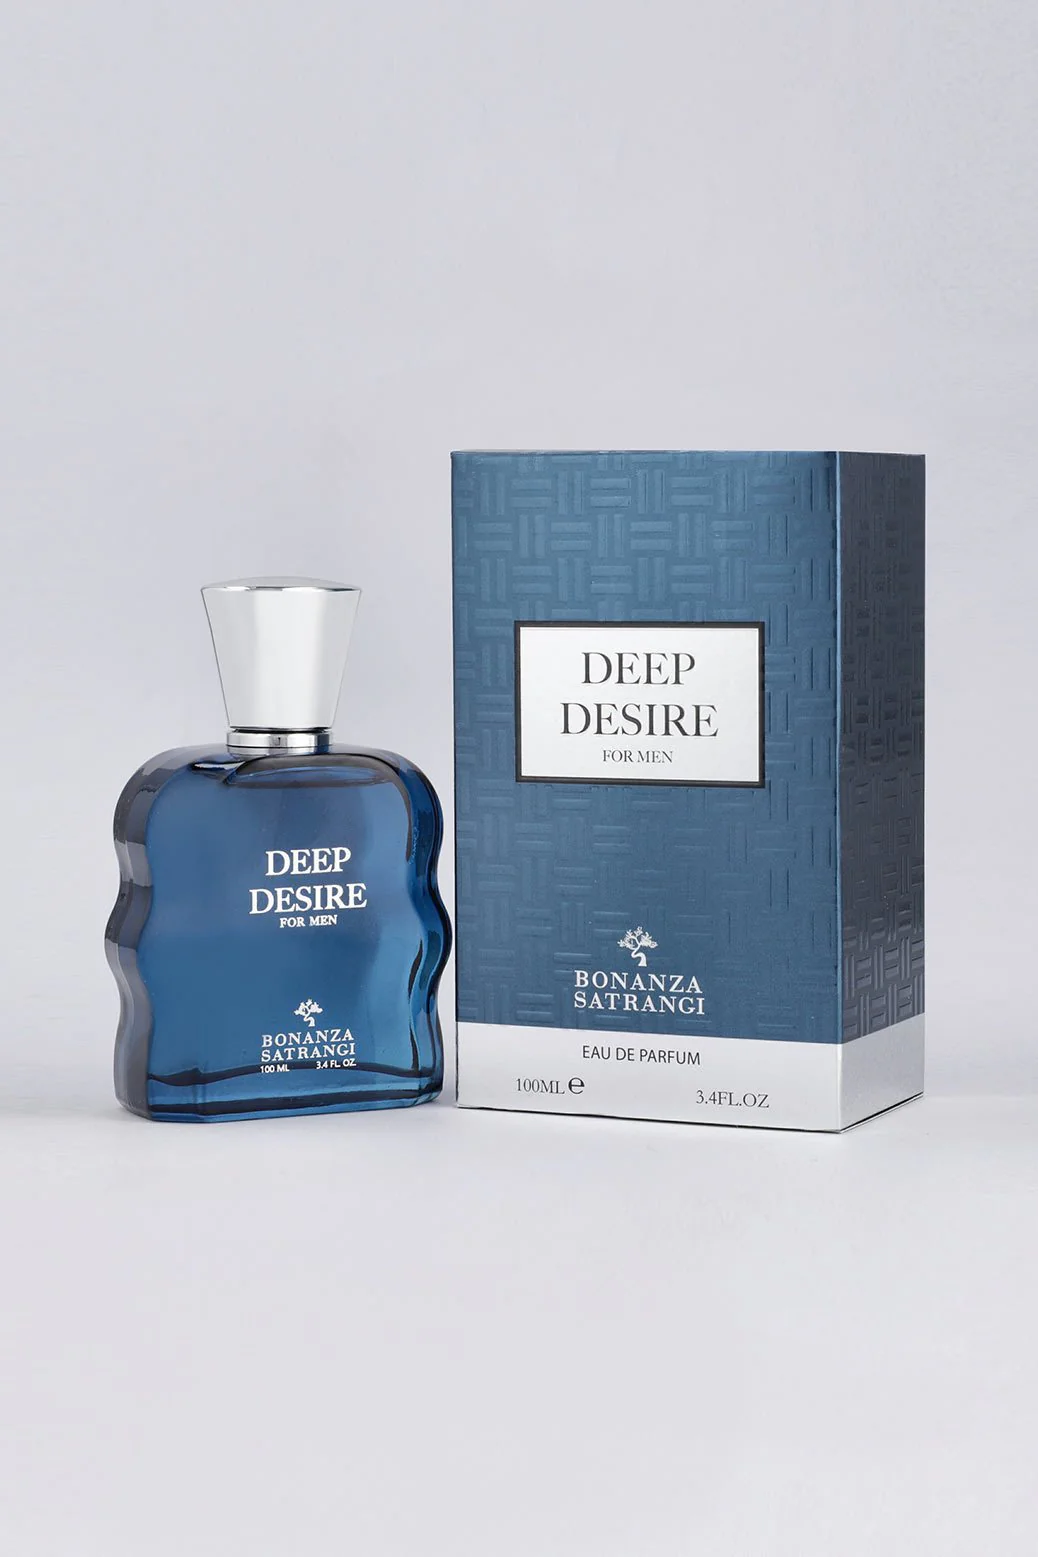 DEEP
DESIRE
FOR MEN
BONANZA
SATRANGI
100 ML 3.4 FL. OZ.
DEEP
DESIRE
FOR MEN
BONANZA
SATRANGI
EAU DE PARFUM
100ML e 3.4FL.OZ